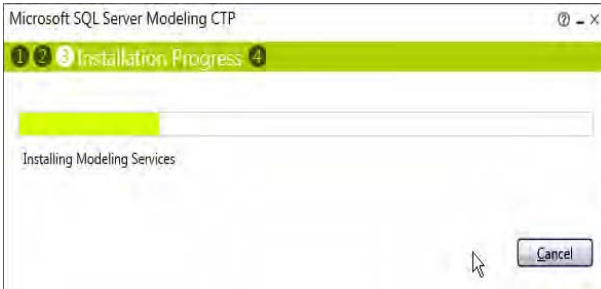 Microsoft SQL Server Modeling CTP
1 2 3 Installation Progress 4
Installing Modeling Services
Cancel